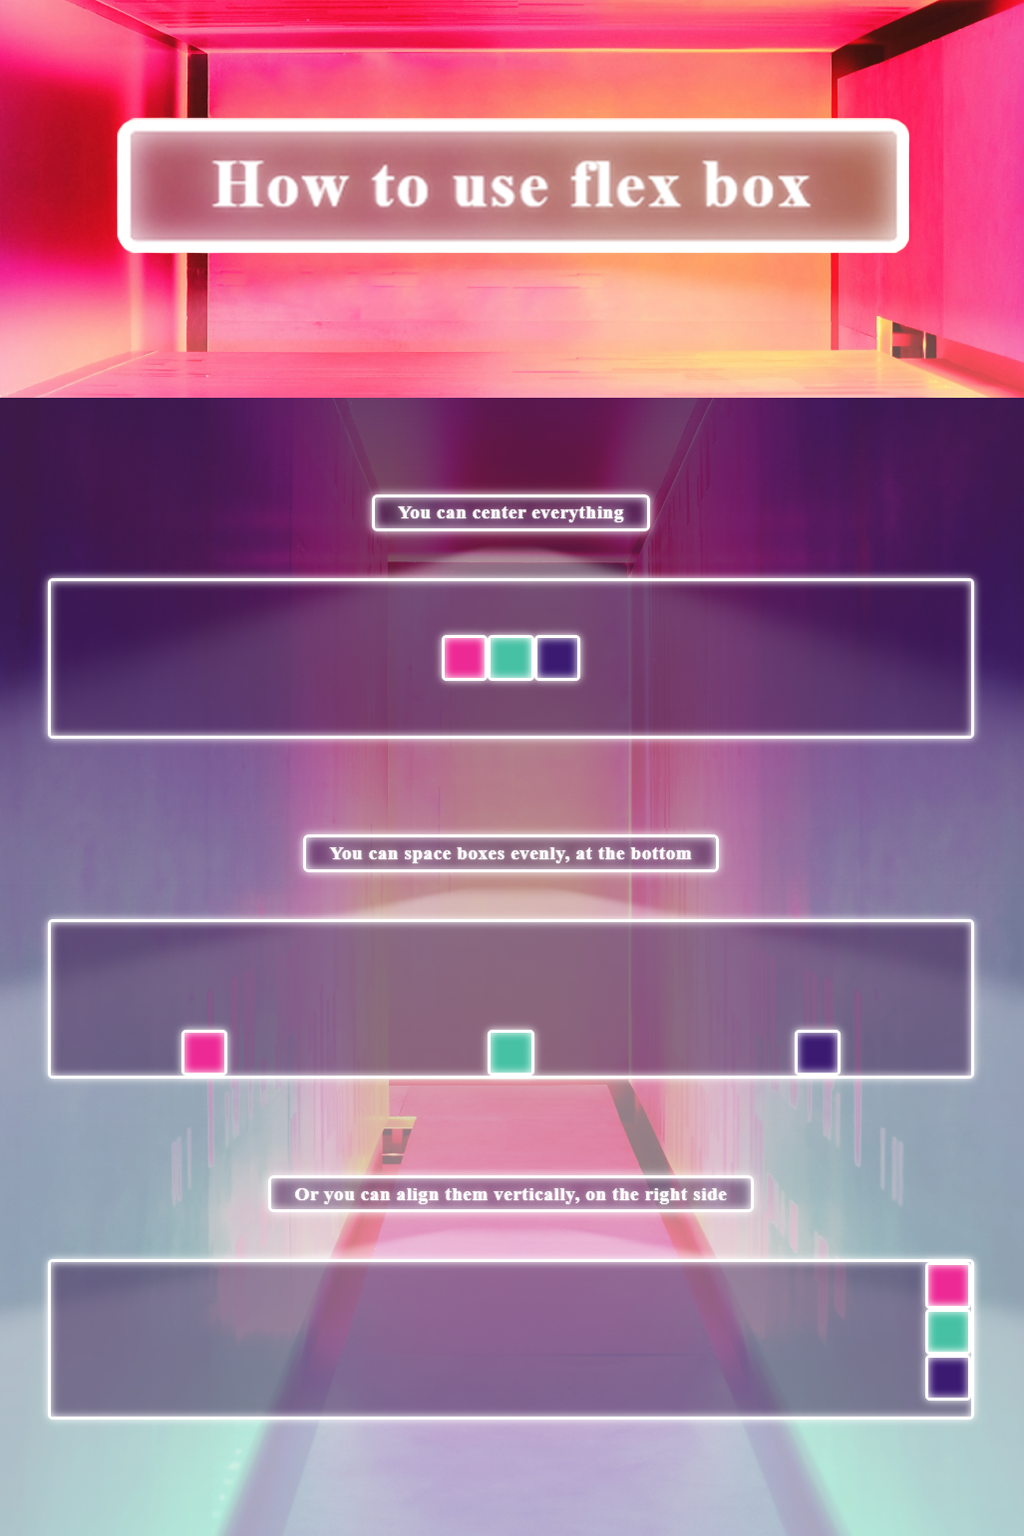 How to use flex box
You can center everything
You can space boxes evenly, at the bottom
Or you can align them vertically, on the right side